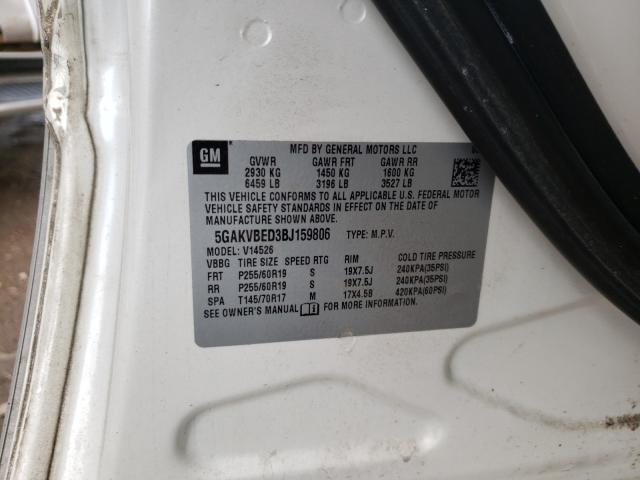 GM
MFD BY GENERAL MOTORS LLC
GVWR GAWR FRT GAWR RR
2930 KG 1450 KG 1600 KG
6459 LB 3196 LB 3527 LB
THIS VEHICLE CONFORMS TO ALL APPLICABLE U.S. FEDERAL MOTOR
VEHICLE SAFETY STANDARDS IN EFFECT ON THE DATE OF
MANUFACTURE SHOWN ABOVE.
5GAKVBED3BJ159806 TYPE: M.P.V.
MODEL: V14526
VBBG TIRE SIZE SPEED RTG RIM COLD TIRE PRESSURE
FRT P255/60R19 S 19X7.5J 240KPA(35PSI)
RR P255/60R19 S 19X7.5J 240KPA(35PSI)
SPA T145/70R17 M 17X4.5B 420KPA(60PSI)
SEE OWNER'S MANUAL FOR MORE INFORMATION.